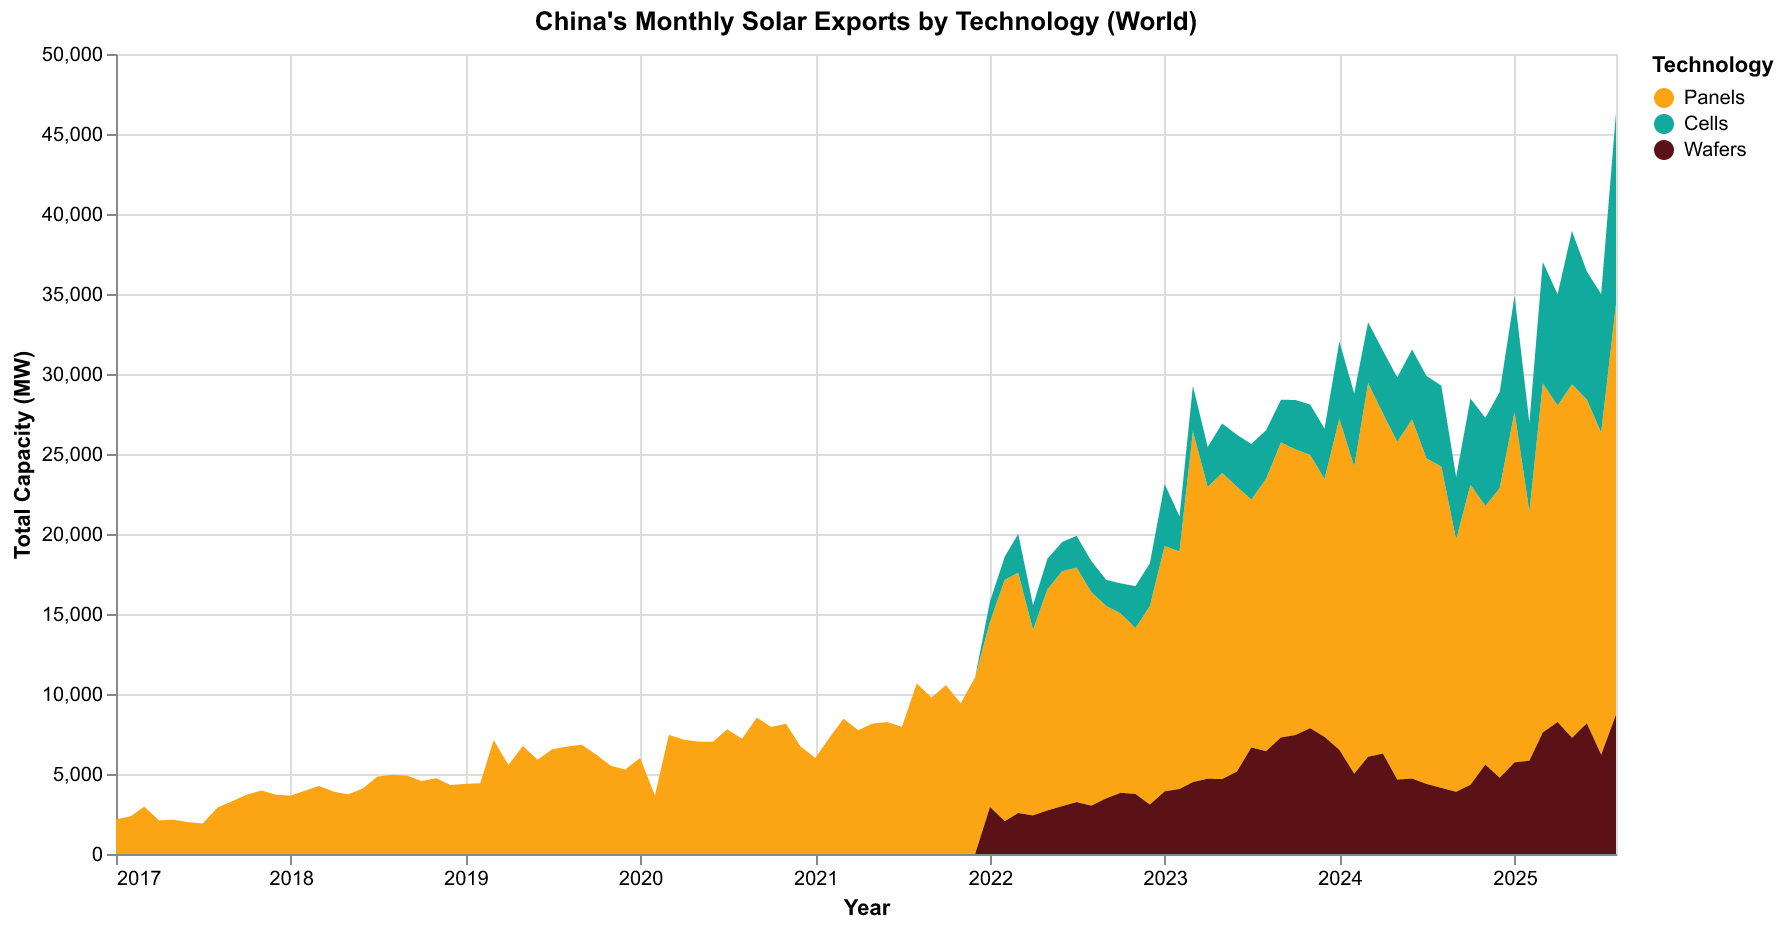 China's Monthly Solar Exports by Technology (World)
Technology
Panels
Cells
Wafers
Total Capacity (MW)
50,000
45,000
40,000
35,000
30,000
25,000
20,000
15,000
10,000
5,000
0
2017 2018 2019 2020 2021 2022 2023 2024 2025
Year